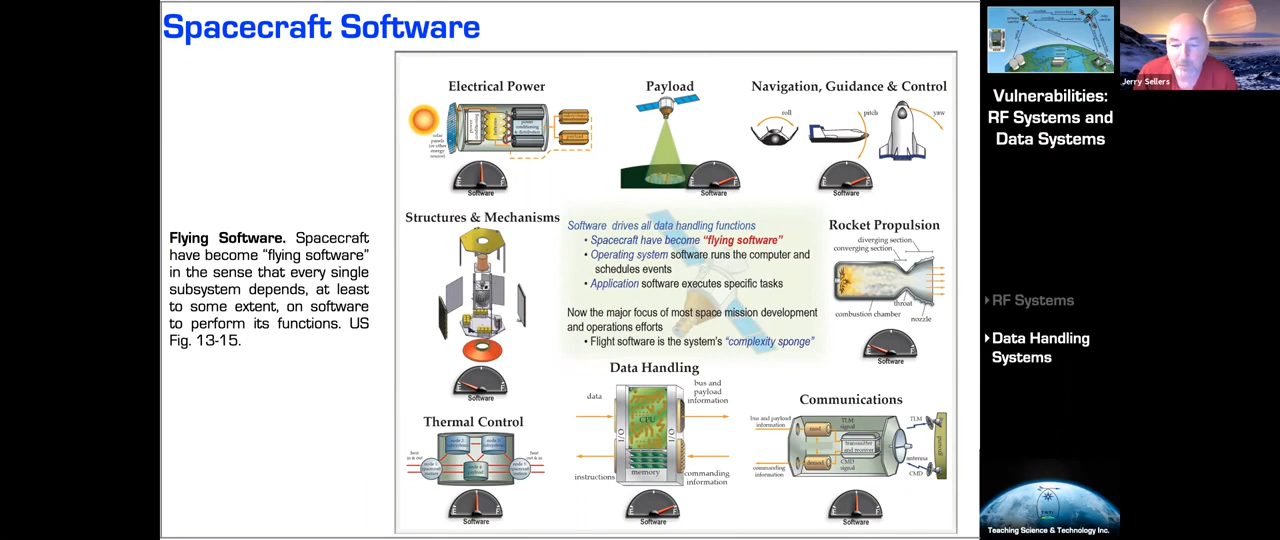 Spacecraft Software
Flying Software. Spacecraft
have become "flying software"
in the sense that every single
subsystem depends, at least
to some extent, on software
to perform its functions. US
Fig. 13-15.
Electrical Power
solar
panels
(or other
energy
source)
power
conditioning
& distribution
Software
Payload
Software
Navigation, Guidance & Control
roll
pitch
yaw
Software
Structures & Mechanisms
Software
Software drives all data handling functions
• Spacecraft have become "flying software"
• Operating system software runs the computer and
schedules events
• Application software executes specific tasks
Now the major focus of most space mission development
and operations efforts
• Flight software is the system's "complexity sponge"
Rocket Propulsion
diverging section
converging section
throat
combustion chamber
nozzle
Software
Thermal Control
heat
in & out
heat
out & in
Software
Data Handling
data
bus and
payload
information
I/O
CPU
I/O
memory
instructions
commanding
information
Software
Communications
bus and payload
information
TLM
signal
TLM
mod
transmitter
and receiver
ground
demod
antenna
commanding
information
CMD
signal
CMD
Software
Jerry Sellers
Vulnerabilities:
RF Systems and
Data Systems
RF Systems
Data Handling
Systems
Teaching Science & Technology Inc.